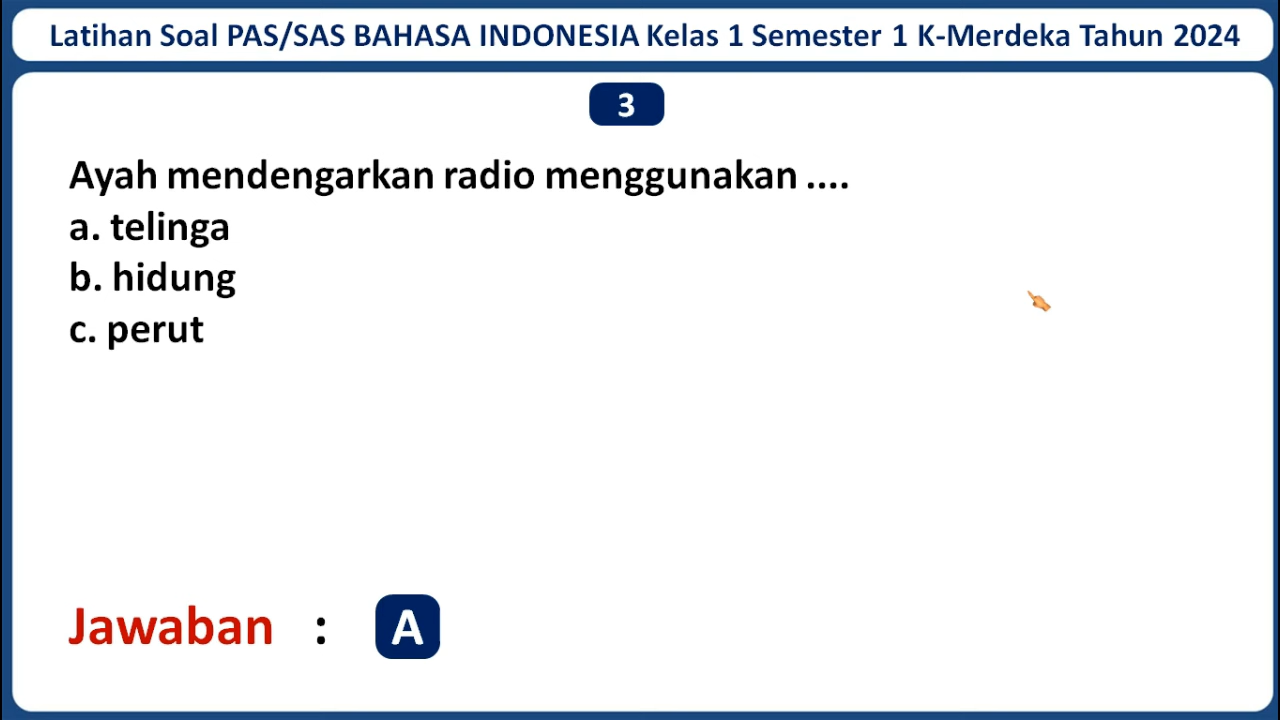 Latihan Soal PAS/SAS BAHASA INDONESIA Kelas 1 Semester 1 K-Merdeka Tahun 2024
3
Ayah mendengarkan radio menggunakan ....
a. telinga
b. hidung
c. perut
Jawaban : A